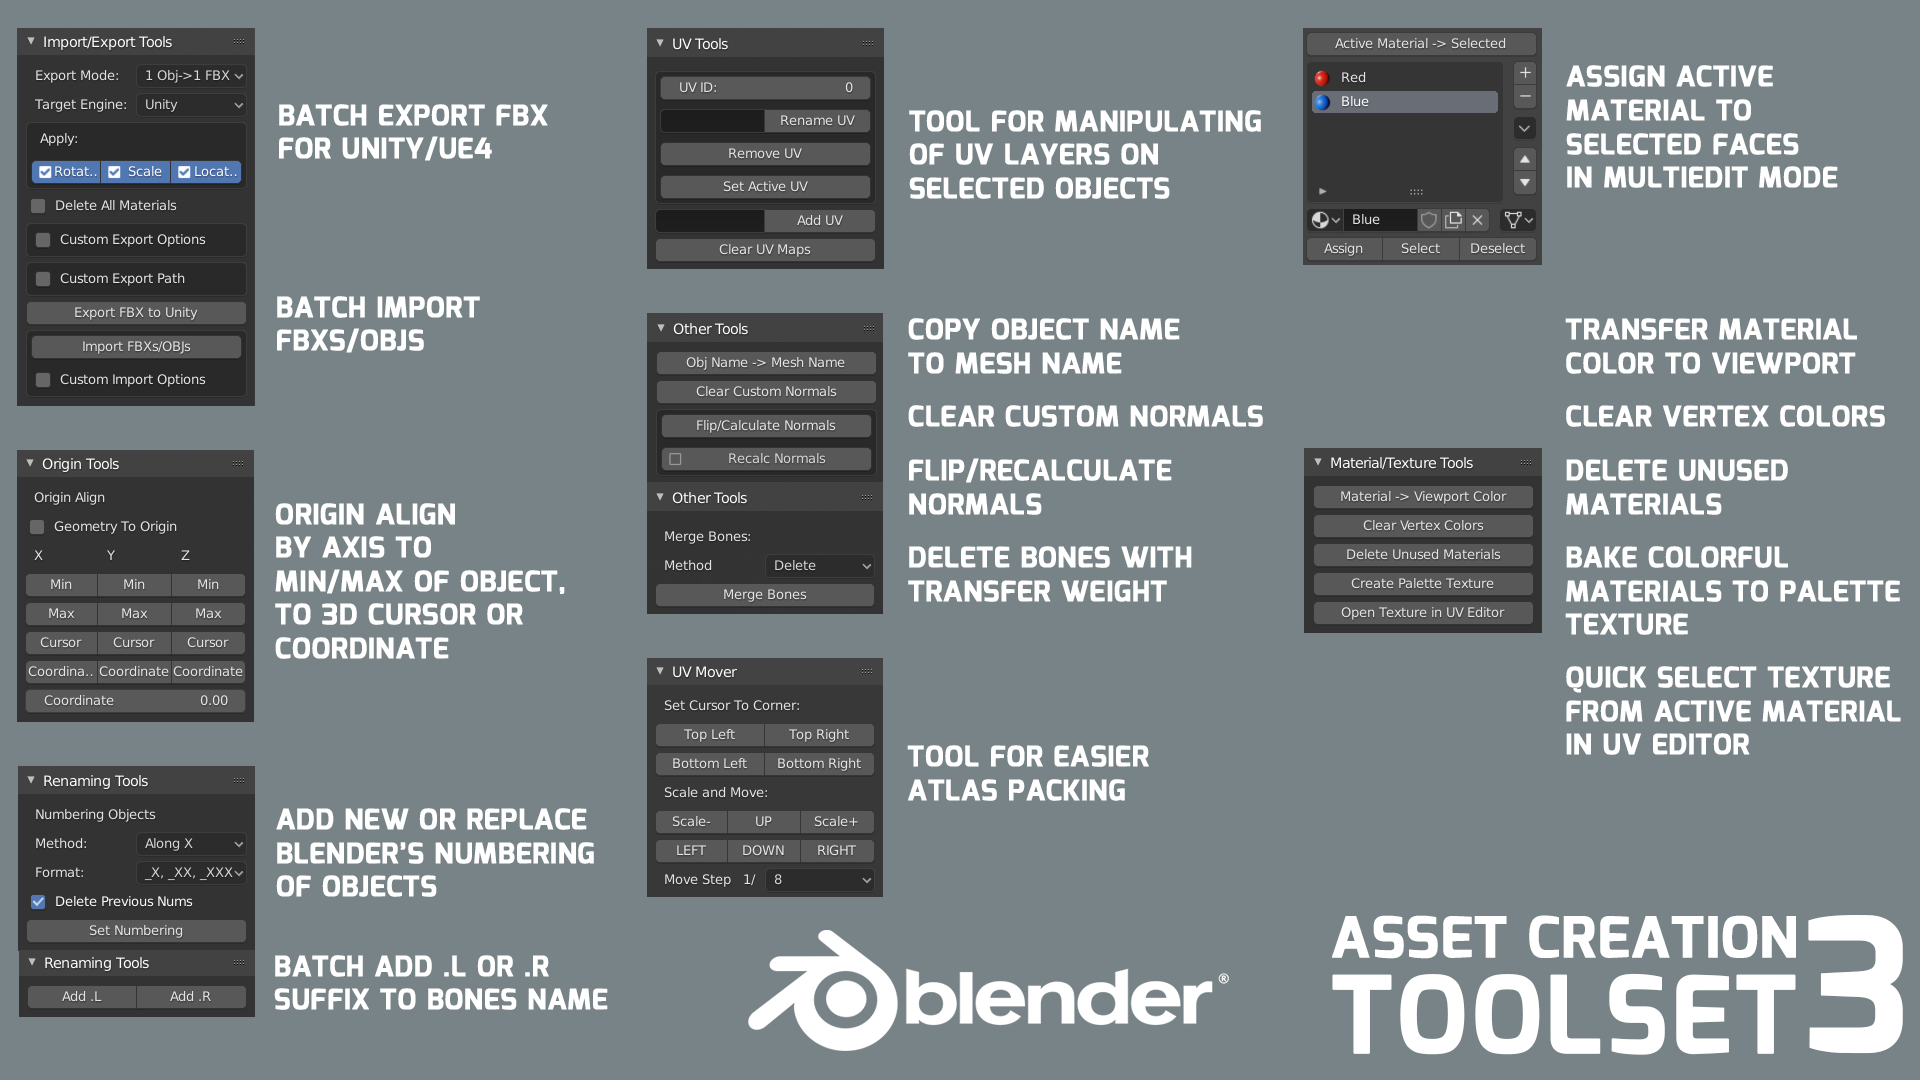 Import/Export Tools
Export Mode: 1 Obj->1 FBX
Target Engine: Unity
Apply:
Rotat.. Scale Locat..
Delete All Materials
Custom Export Options
Custom Export Path
Export FBX to Unity
Import FBXs/OBJs
Custom Import Options
BATCH EXPORT FBX
FOR UNITY/UE4
BATCH IMPORT
FBXS/OBJS
Origin Tools
Origin Align
Geometry To Origin
X Y Z
Min Min Min
Max Max Max
Cursor Cursor Cursor
Coordina.. Coordinate Coordinate
Coordinate 0.00
ORIGIN ALIGN
BY AXIS TO
MIN/MAX OF OBJECT,
TO 3D CURSOR OR
COORDINATE
Renaming Tools
Numbering Objects
Method: Along X
Format: _X, _XX, _XXX
Delete Previous Nums
Set Numbering
Renaming Tools
Add .L Add .R
ADD NEW OR REPLACE
BLENDER'S NUMBERING
OF OBJECTS
BATCH ADD .L OR .R
SUFFIX TO BONES NAME
UV Tools
UV ID: 0
Rename UV
Remove UV
Set Active UV
Add UV
Clear UV Maps
TOOL FOR MANIPULATING
OF UV LAYERS ON
SELECTED OBJECTS
Other Tools
Obj Name -> Mesh Name
Clear Custom Normals
Flip/Calculate Normals
Recalc Normals
Other Tools
Merge Bones:
Method Delete
Merge Bones
COPY OBJECT NAME
TO MESH NAME
CLEAR CUSTOM NORMALS
FLIP/RECALCULATE
NORMALS
DELETE BONES WITH
TRANSFER WEIGHT
UV Mover
Set Cursor To Corner:
Top Left Top Right
Bottom Left Bottom Right
Scale and Move:
Scale- UP Scale+
LEFT DOWN RIGHT
Move Step 1/ 8
TOOL FOR EASIER
ATLAS PACKING
blender®
Active Material -> Selected
Red
Blue
Blue
Assign Select Deselect
ASSIGN ACTIVE
MATERIAL TO
SELECTED FACES
IN MULTIEDIT MODE
Material/Texture Tools
Material -> Viewport Color
Clear Vertex Colors
Delete Unused Materials
Create Palette Texture
Open Texture in UV Editor
TRANSFER MATERIAL
COLOR TO VIEWPORT
CLEAR VERTEX COLORS
DELETE UNUSED
MATERIALS
BAKE COLORFUL
MATERIALS TO PALETTE
TEXTURE
QUICK SELECT TEXTURE
FROM ACTIVE MATERIAL
IN UV EDITOR
ASSET CREATION
TOOLSET 3